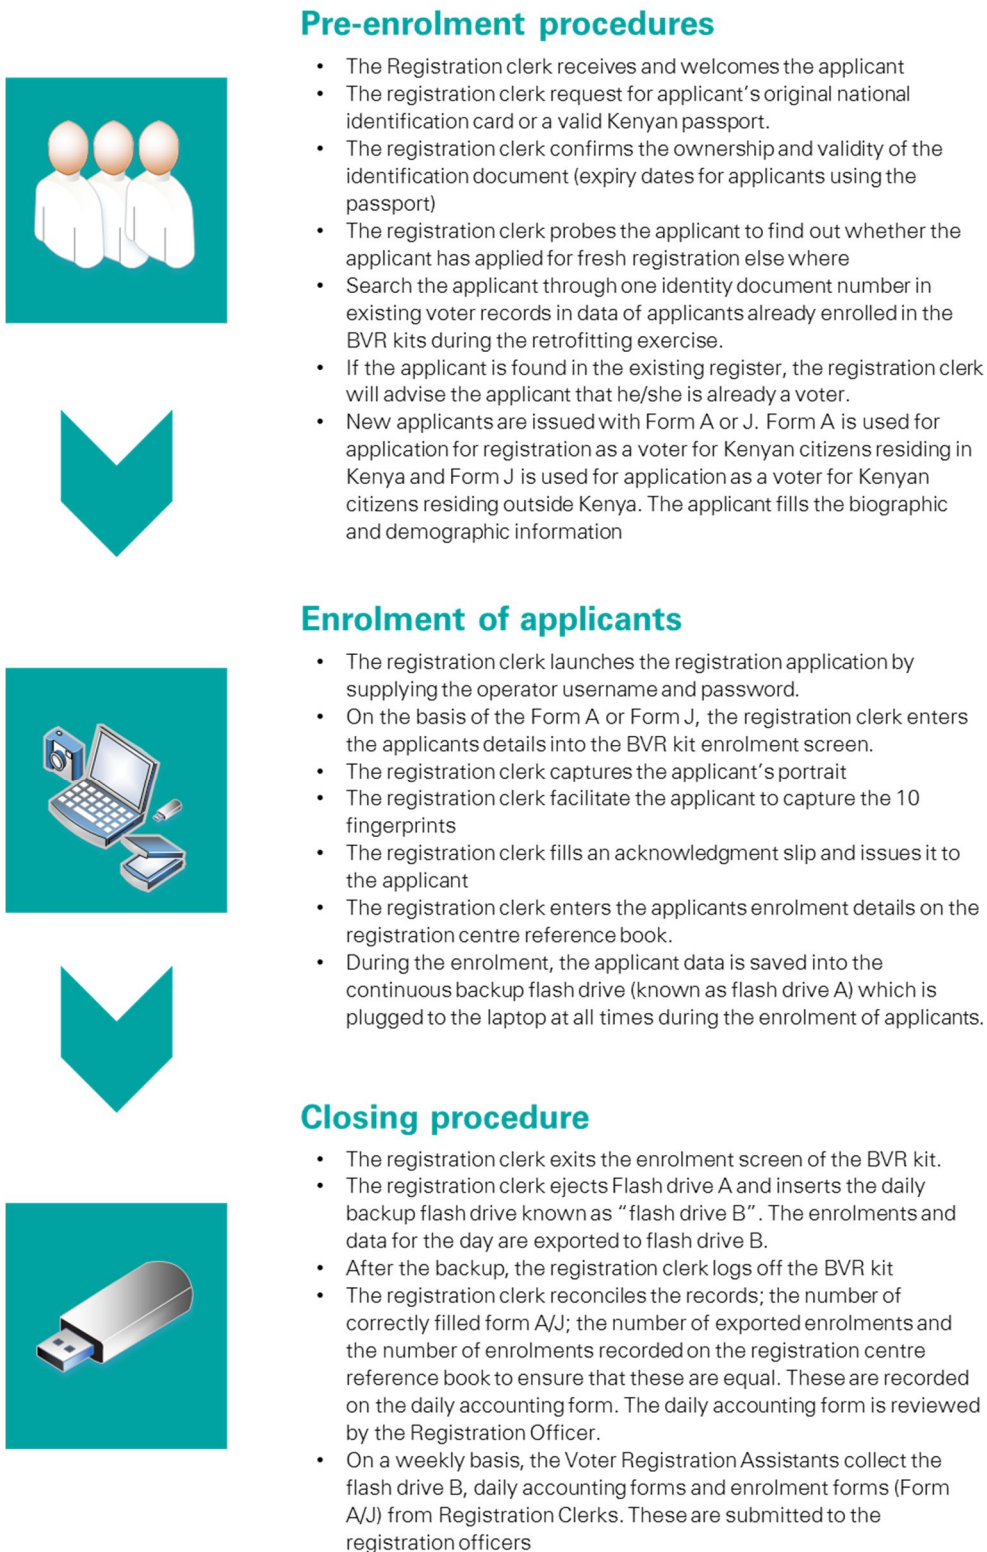 Pre-enrolment procedures
• The Registration clerk receives and welcomes the applicant
• The registration clerk request for applicant's original national
identification card or a valid Kenyan passport.
• The registration clerk confirms the ownership and validity of the
identification document (expiry dates for applicants using the
passport)
• The registration clerk probes the applicant to find out whether the
applicant has applied for fresh registration else where
• Search the applicant through one identity document number in
existing voter records in data of applicants already enrolled in the
BVR kits during the retrofitting exercise.
• If the applicant is found in the existing register, the registration clerk
will advise the applicant that he/she is already a voter.
• New applicants are issued with Form A or J. Form A is used for
application for registration as a voter for Kenyan citizens residing in
Kenya and Form J is used for application as a voter for Kenyan
citizens residing outside Kenya. The applicant fills the biographic
and demographic information
Enrolment of applicants
• The registration clerk launches the registration application by
supplying the operator username and password.
• On the basis of the Form A or Form J, the registration clerk enters
the applicants details into the BVR kit enrolment screen.
• The registration clerk captures the applicant's portrait
• The registration clerk facilitate the applicant to capture the 10
fingerprints
• The registration clerk fills an acknowledgment slip and issues it to
the applicant
• The registration clerk enters the applicants enrolment details on the
registration centre reference book.
• During the enrolment, the applicant data is saved into the
continuous backup flash drive (known as flash drive A) which is
plugged to the laptop at all times during the enrolment of applicants.
Closing procedure
• The registration clerk exits the enrolment screen of the BVR kit.
• The registration clerk ejects Flash drive A and inserts the daily
backup flash drive known as "flash drive B". The enrolments and
data for the day are exported to flash drive B.
• After the backup, the registration clerk logs off the BVR kit
• The registration clerk reconciles the records; the number of
correctly filled form A/J; the number of exported enrolments and
the number of enrolments recorded on the registration centre
reference book to ensure that these are equal. These are recorded
on the daily accounting form. The daily accounting form is reviewed
by the Registration Officer.
• On a weekly basis, the Voter Registration Assistants collect the
flash drive B, daily accounting forms and enrolment forms (Form
A/J) from Registration Clerks. These are submitted to the
registration officers